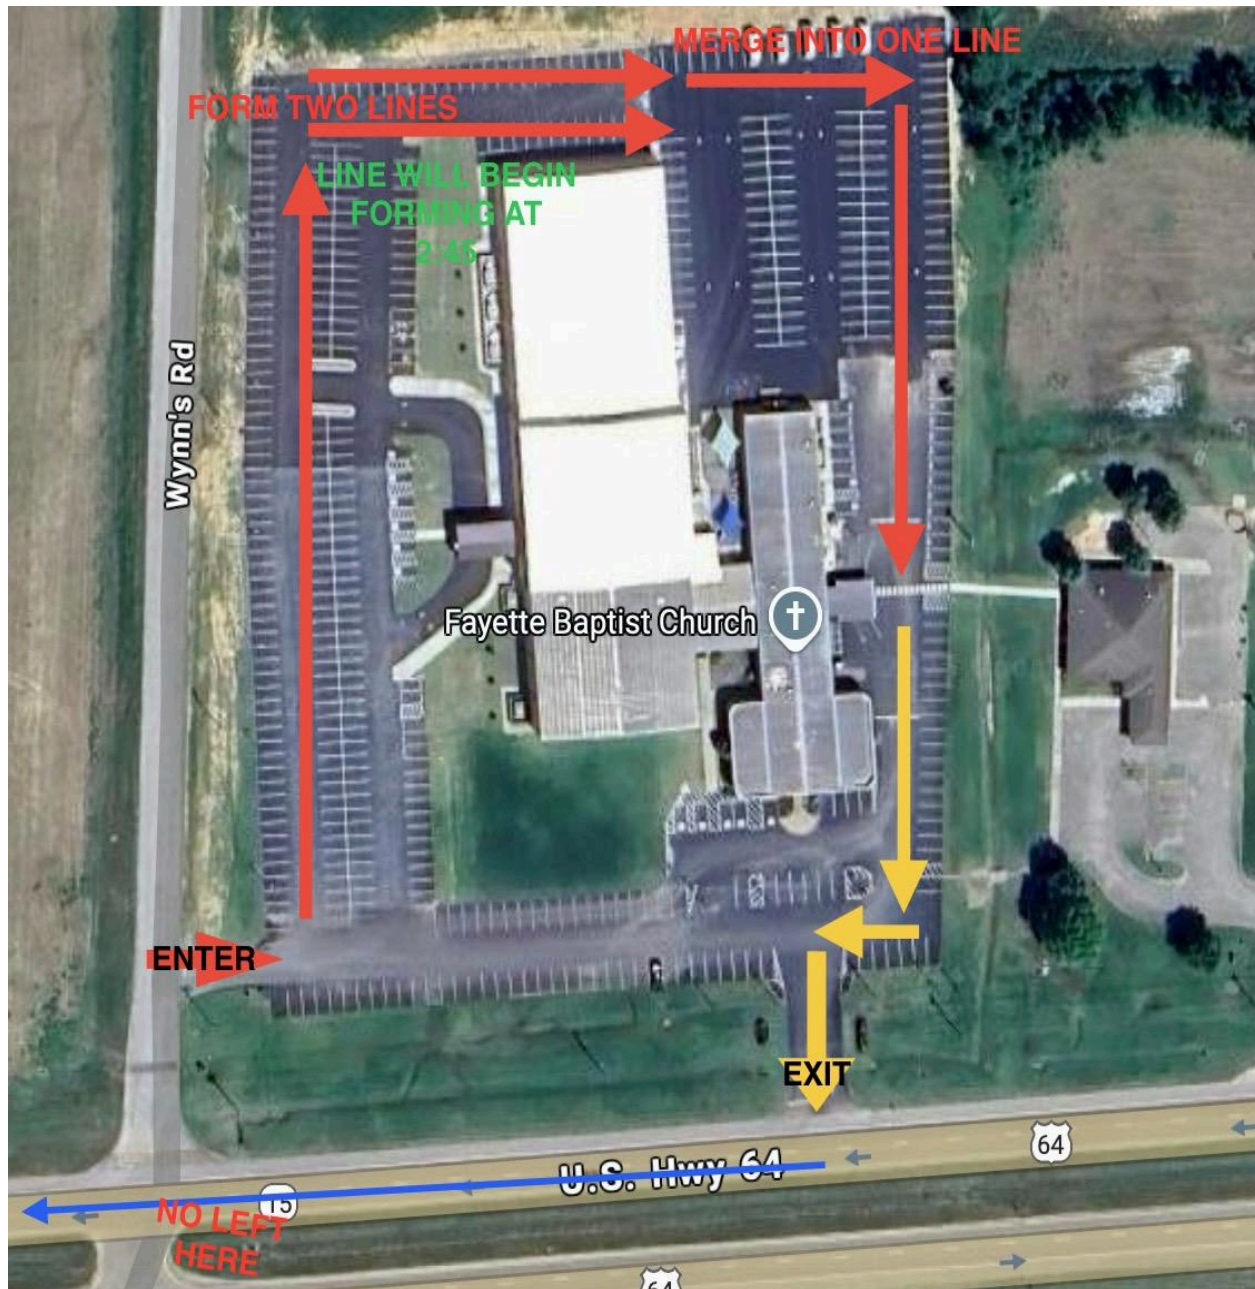 MERGE INTO ONE LINE
FORM TWO LINES
LINE WILL BEGIN
FORMING AT
2:45
Wynn's Rd
Fayette Baptist Church
ENTER
EXIT
64
U.S. Hwy 64
15
NO LEFT
HERE
64